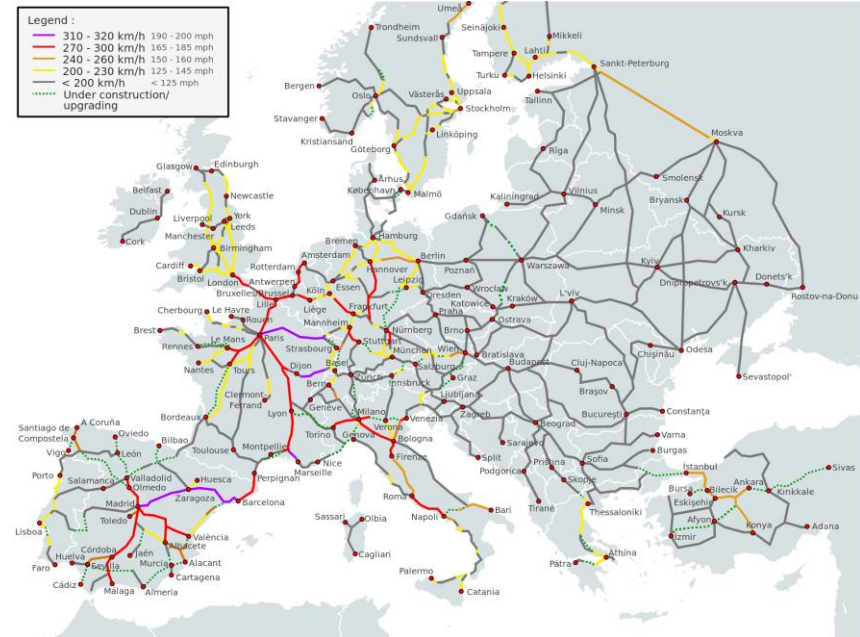 Legend :
310 - 320 km/h 190 - 200 mph
270 - 300 km/h 165 - 185 mph
240 - 260 km/h 150 - 160 mph
200 - 230 km/h 125 - 145 mph
< 200 km/h < 125 mph
Under construction/
upgrading
Umeå
Trondheim
Sundsvall
Seinäjoki
Mikkeli
Tampere
Lahti
Sankt-Peterburg
Turku
Helsinki
Bergen
Oslo
Västerås
Uppsala
Stockholm
Tallinn
Stavanger
Kristiansand
Linköping
Göteborg
Moskva
Rīga
Glasgow
Edinburgh
Belfast
Århus
København
Malmö
Smolensk
Newcastle
Kaliningrad
Vilnius
Minsk
Bryansk
Dublin
Liverpool
York
Leeds
Manchester
Gdańsk
Kursk
Cork
Birmingham
Bremen
Hamburg
Kharkiv
Cardiff
Bristol
London
Amsterdam
Rotterdam
Hannover
Berlin
Poznań
Warszawa
Kyiv
Antwerpen
Bruxelles/Brussel
Essen
Leipzig
Dnipropetrovs'k
Donets'k
Rostov-na-Donu
Lille
Köln
Liège
Dresden
Wrocław
Katowice
Kraków
L'viv
Cherbourg
Le Havre
Rouen
Frankfurt
Praha
Ostrava
Brest
Mannheim
Nürnberg
Brno
Rennes
Le Mans
Paris
Strasbourg
Stuttgart
München
Wien
Bratislava
Chişinău
Odesa
Nantes
Tours
Dijon
Basel
Zürich
Salzburg
Budapest
Cluj-Napoca
Sevastopol'
Bern
Innsbruck
Graz
Clermont-
Ferrand
Genève
Ljubljana
Zagreb
Braşov
Bordeaux
Lyon
Milano
Venezia
Verona
Beograd
Bucureşti
Constanţa
A Coruña
Santiago de
Compostela
Oviedo
Bilbao
Toulouse
Montpellier
Torino
Genova
Bologna
Sarajevo
Varna
Vigo
León
Nice
Marseille
Firenze
Split
Podgorica
Priština
Sofia
Burgas
Porto
Salamanca
Valladolid
Olmedo
Huesca
Perpignan
Skopje
İstanbul
Sivas
Madrid
Zaragoza
Barcelona
Roma
Bari
Tiranë
Bursa
Bilecik
Ankara
Kırıkkale
Eskişehir
Toledo
Sassari
Olbia
Napoli
Thessaloniki
Lisboa
València
Albacete
Afyon
Konya
Adana
İzmir
Córdoba
Jaén
Huelva
Sevilla
Murcia
Alacant
Cagliari
Faro
Cartagena
Palermo
Pátra
Athina
Cádiz
Málaga
Almería
Catania